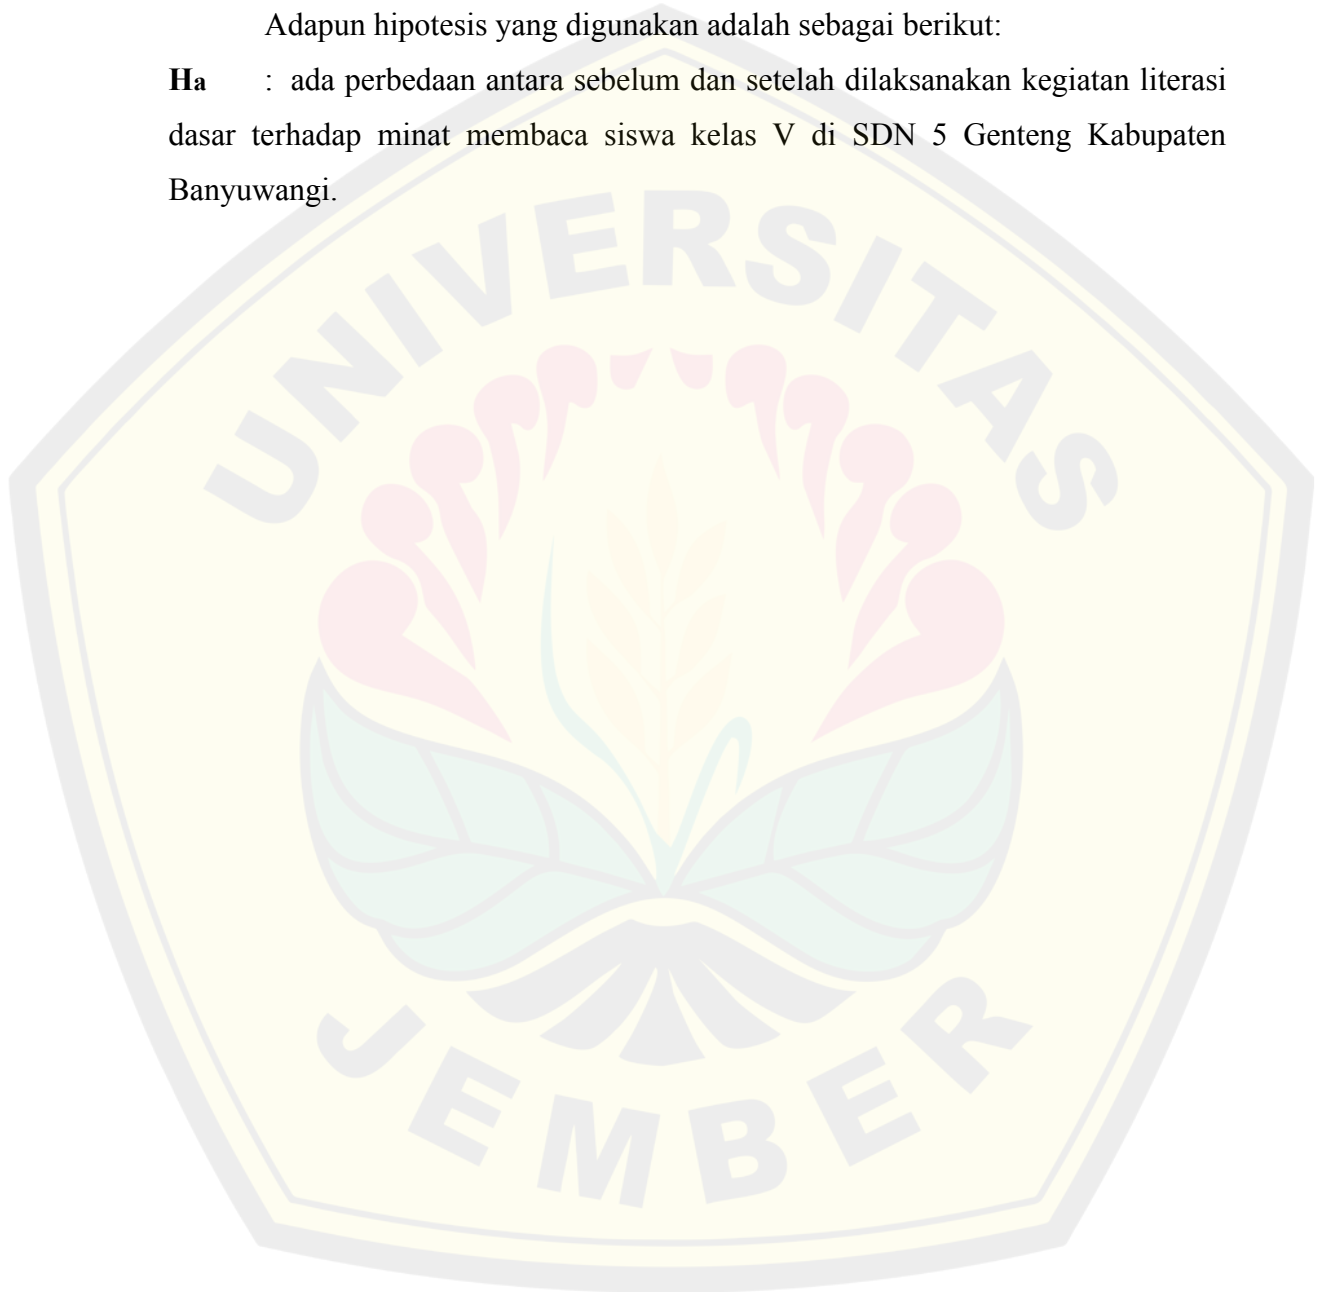 Adapun hipotesis yang digunakan adalah sebagai berikut:
Ha : ada perbedaan antara sebelum dan setelah dilaksanakan kegiatan literasi
dasar terhadap minat membaca siswa kelas V di SDN 5 Genteng Kabupaten
Banyuwangi.
UNIVERSITAS
JEMBER